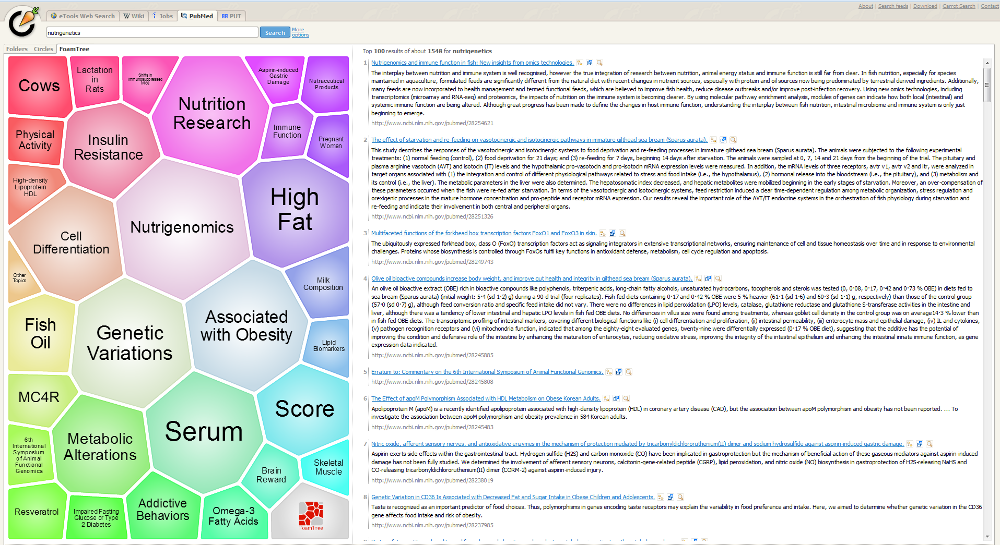 About | Search feeds | Download | Carrot Search | Contact
eTools Web Search
Wiki
Jobs
PubMed
PUT
nutrigenetics
Search
More
options
Folders
Circles
FoamTree
Cows
Lactation
in
Rats
Shifts in
Immunosuppressed
Mice
Nutrition
Research
Aspirin-induced
Gastric
Damage
Nutraceutical
Products
Physical
Activity
Insulin
Resistance
Immune
Function
Pregnant
Women
High-density
Lipoprotein
HDL
Nutrigenomics
High
Fat
Cell
Differentiation
Other
Topics
Milk
Composition
Fish
Oil
Genetic
Variations
Associated
with Obesity
Lipid
Biomarkers
MC4R
Metabolic
Alterations
Serum
Score
6th
International
Symposium
of Animal
Functional
Genomics
Brain
Reward
Skeletal
Muscle
Resveratrol
Impaired Fasting
Glucose or Type
2 Diabetes
Addictive
Behaviors
Omega-3
Fatty Acids
FoamTree
Top 100 results of about 1548 for nutrigenetics
1 Nutrigenomics and immune function in fish: New insights from omics technologies.
The interplay between nutrition and immune system is well recognised, however the true integration of research between nutrition, animal energy status and immune function is still far from clear. In fish nutrition, especially for species
maintained in aquaculture, formulated feeds are significantly different from the natural diet with recent changes in nutrient sources, especially with protein and oil sources now being predominated by terrestrial derived ingredients. Additionally,
many feeds are now incorporated to health management and termed functional feeds, which are believed to improve fish health, reduce disease outbreaks and/or improve post-infection recovery. Using new omics technologies, including
transcriptomics (microarray and RNA-seq) and proteomics, the impacts of nutrition on the immune system is becoming clearer. By using molecular pathway enrichment analysis, modules of genes can indicate how both local (intestinal) and
systemic immune function are being altered. Although great progress has been made to define the changes in host immune function, understanding the interplay between fish nutrition, intestinal microbiome and immune system is only just
beginning to emerge.
http://www.ncbi.nlm.nih.gov/pubmed/28254621
2 The effect of starvation and re-feeding on vasotocinergic and isotocinergic pathways in immature gilthead sea bream (Sparus aurata).
This study describes the responses of the vasotocinergic and isotocinergic systems to food deprivation and re-feeding processes in immature gilthead sea bream (Sparus aurata). The animals were subjected to the following experimental
treatments: (1) normal feeding (control), (2) food deprivation for 21 days; and (3) re-feeding for 7 days, beginning 14 days after starvation. The animals were sampled at 0, 7, 14 and 21 days from the beginning of the trial. The pituitary and
plasma arginine vasotocin (AVT) and isotocin (IT) levels and the hypothalamic pro-vasotocin and pro-isotocin mRNA expression levels were measured. In addition, the mRNA levels of three receptors, avtr v1, avtr v2 and itr, were analyzed in
target organs associated with (1) the integration and control of different physiological pathways related to stress and food intake (i.e., the hypothalamus), (2) hormonal release into the bloodstream (i.e., the pituitary), and (3) metabolism and
its control (i.e., the liver). The metabolic parameters in the liver were also determined. The hepatosomatic index decreased, and hepatic metabolites were mobilized beginning in the early stages of starvation. Moreover, an over-compensation of
these parameters occurred when the fish were re-fed after starvation. In terms of the vasotocinergic and isotocinergic systems, feed restriction induced a clear time-dependent regulation among metabolic organization, stress regulation and
orexigenic processes in the mature hormone concentration and pro-peptide and receptor mRNA expression. Our results reveal the important role of the AVT/IT endocrine systems in the orchestration of fish physiology during starvation and
re-feeding and indicate their involvement in both central and peripheral organs.
http://www.ncbi.nlm.nih.gov/pubmed/28251326
3 Multifaceted functions of the forkhead box transcription factors FoxO1 and FoxO3 in skin.
The ubiquitously expressed forkhead box, class O (FoxO) transcription factors act as signaling integrators in extensive transcriptional networks, ensuring maintenance of cell and tissue homeostasis over time and in response to environmental
challenges. Proteins whose biosynthesis is controlled through FoxOs fulfil key functions in antioxidant defense, metabolism, cell cycle regulation and apoptosis.
http://www.ncbi.nlm.nih.gov/pubmed/28249743
4 Olive oil bioactive compounds increase body weight, and improve gut health and integrity in gilthead sea bream (Sparus aurata).
An olive oil bioactive extract (OBE) rich in bioactive compounds like polyphenols, triterpenic acids, long-chain fatty alcohols, unsaturated hydrocarbons, tocopherols and sterols was tested (0, 0·08, 0·17, 0·42 and 0·73 % OBE) in diets fed to
sea bream (Sparus aurata) (initial weight: 5·4 (sd 1·2) g) during a 90-d trial (four replicates). Fish fed diets containing 0·17 and 0·42 % OBE were 5 % heavier (61·1 (sd 1·6) and 60·3 (sd 1·1) g, respectively) than those of the control group
(57·0 (sd 0·7) g), although feed conversion ratio and specific feed intake did not vary. There were no differences in lipid peroxidation (LPO) levels, catalase, glutathione reductase and glutathione S-transferase activities in the intestine and
liver, although there was a tendency of lower intestinal and hepatic LPO levels in fish fed OBE diets. No differences in villus size were found among treatments, whereas goblet cell density in the control group was on average14·3 % lower than
in fish fed OBE diets. The transcriptomic profiling of intestinal markers, covering different biological functions like (i) cell differentiation and proliferation, (ii) intestinal permeability, (iii) enterocyte mass and epithelial damage, (iv) IL and cytokines,
(v) pathogen recognition receptors and (vi) mitochondria function, indicated that among the eighty-eight evaluated genes, twenty-nine were differentially expressed (0·17 % OBE diet), suggesting that the additive has the potential of
improving the condition and defensive role of the intestine by enhancing the maturation of enterocytes, reducing oxidative stress, improving the integrity of the intestinal epithelium and enhancing the intestinal innate immune function, as gene
expression data indicated.
http://www.ncbi.nlm.nih.gov/pubmed/28245885
5 Erratum to: Commentary on the 6th International Symposium of Animal Functional Genomics.
http://www.ncbi.nlm.nih.gov/pubmed/28245808
6 The Effect of apoM Polymorphism Associated with HDL Metabolism on Obese Korean Adults.
Apolipoprotein M (apoM) is a recently identified apolipoprotein associated with high-density lipoprotein (HDL) in coronary artery disease (CAD), but the association between apoM polymorphism and obesity has not been reported. ... To
investigate the association between apoM polymorphism and obesity prevalence in 584 Korean adults.
http://www.ncbi.nlm.nih.gov/pubmed/28245483
7 Nitric oxide, afferent sensory nerves, and antioxidative enzymes in the mechanism of protection mediated by tricarbonyldichlororuthenium(II) dimer and sodium hydrosulfide against aspirin-induced gastric damage.
Aspirin exerts side effects within the gastrointestinal tract. Hydrogen sulfide (H2S) and carbon monoxide (CO) have been implicated in gastroprotection but the mechanism of beneficial action of these gaseous mediators against aspirin-induced
damage has not been fully studied. We determined the involvement of afferent sensory neurons, calcitonin-gene-related peptide (CGRP), lipid peroxidation, and nitric oxide (NO) biosynthesis in gastroprotection of H2S-releasing NaHS and
CO-releasing tricarbonyldichlororuthenium(II) dimer (CORM-2) against aspirin-induced injury.
http://www.ncbi.nlm.nih.gov/pubmed/28238019
8 Genetic Variation in CD36 Is Associated with Decreased Fat and Sugar Intake in Obese Children and Adolescents.
Taste is recognized as an important predictor of food choices. Thus, polymorphisms in genes encoding taste receptors may explain the variability in food preference and intake. Here, we aimed to determine whether genetic variation in the CD36
gene affects food intake and risk of obesity.
http://www.ncbi.nlm.nih.gov/pubmed/28237985